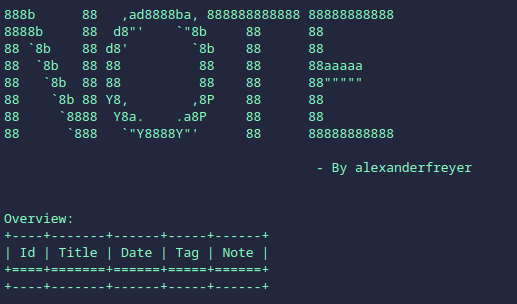 888b      88   ,ad8888ba, 888888888888 88888888888
8888b     88  d8"'    `"8b     88      88
88 `8b    88 d8'        `8b    88      88
88  `8b   88 88          88    88      88aaaaa
88   `8b  88 88          88    88      88"""""
88    `8b 88 Y8,        ,8P    88      88
88     `8888  Y8a.    .a8P     88      88
88      `888   `"Y8888Y"'      88      88888888888
- By alexanderfreyer
Overview:
+----+-------+------+-----+------+
| Id | Title | Date | Tag | Note |
+====+=======+======+=====+======+
+----+-------+------+-----+------+